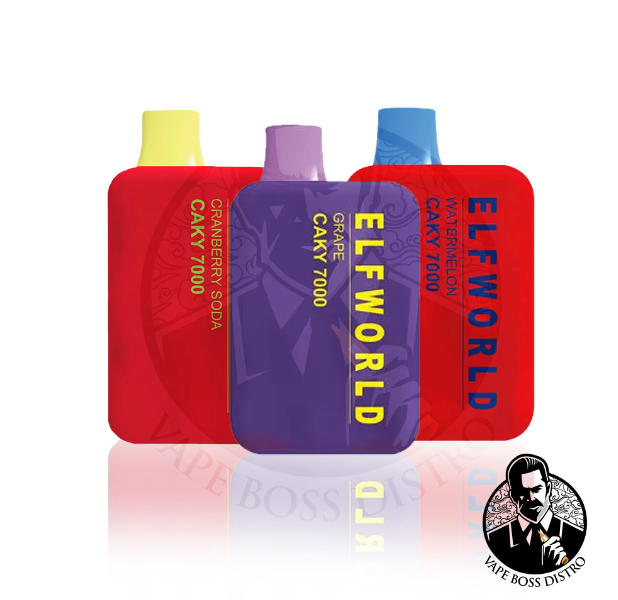 CRANBERRY SODA
CAKY 7000
ELFWORLD
GRAPE
CAKY 7000
ELFWORLD
WATERMELON
CAKY 7000
VAPE BOSS DISTRO
VAPE BOSS DISTRO